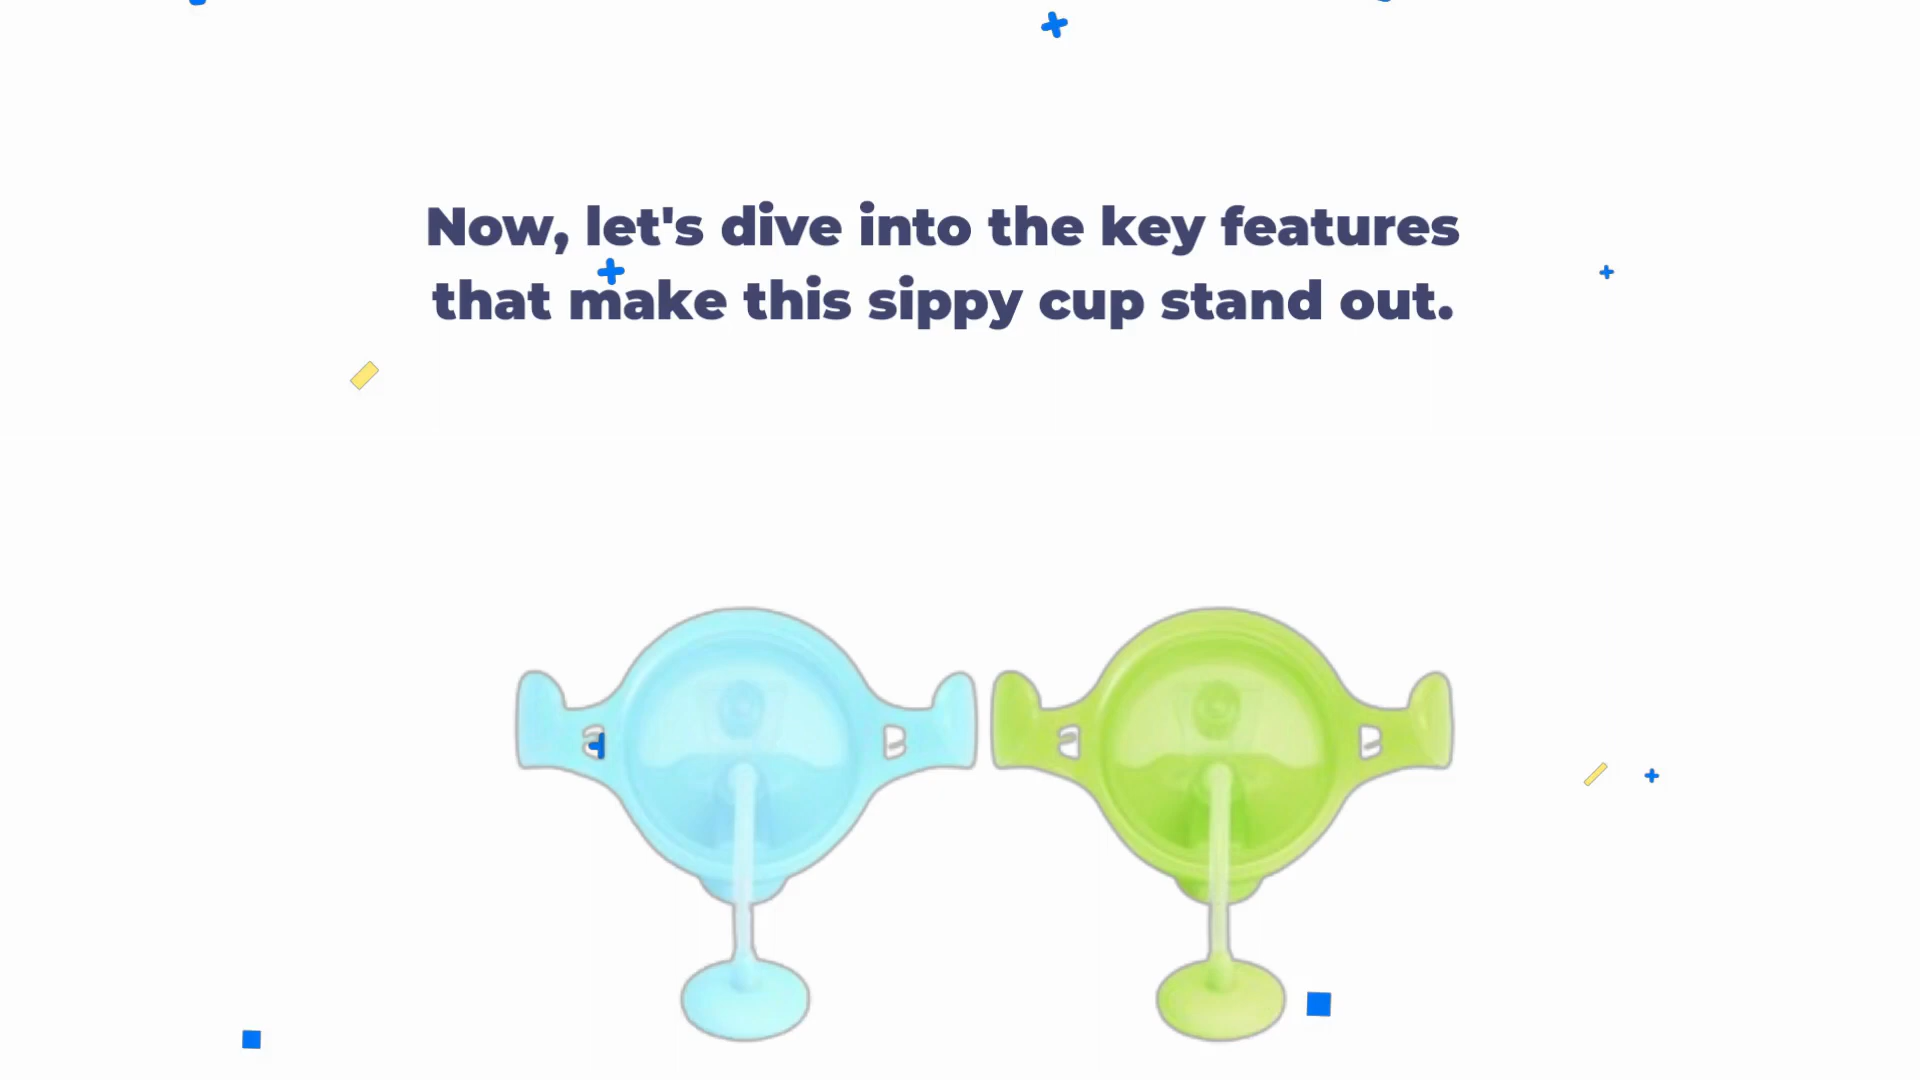 Now, let's dive into the key features
that make this sippy cup stand out.